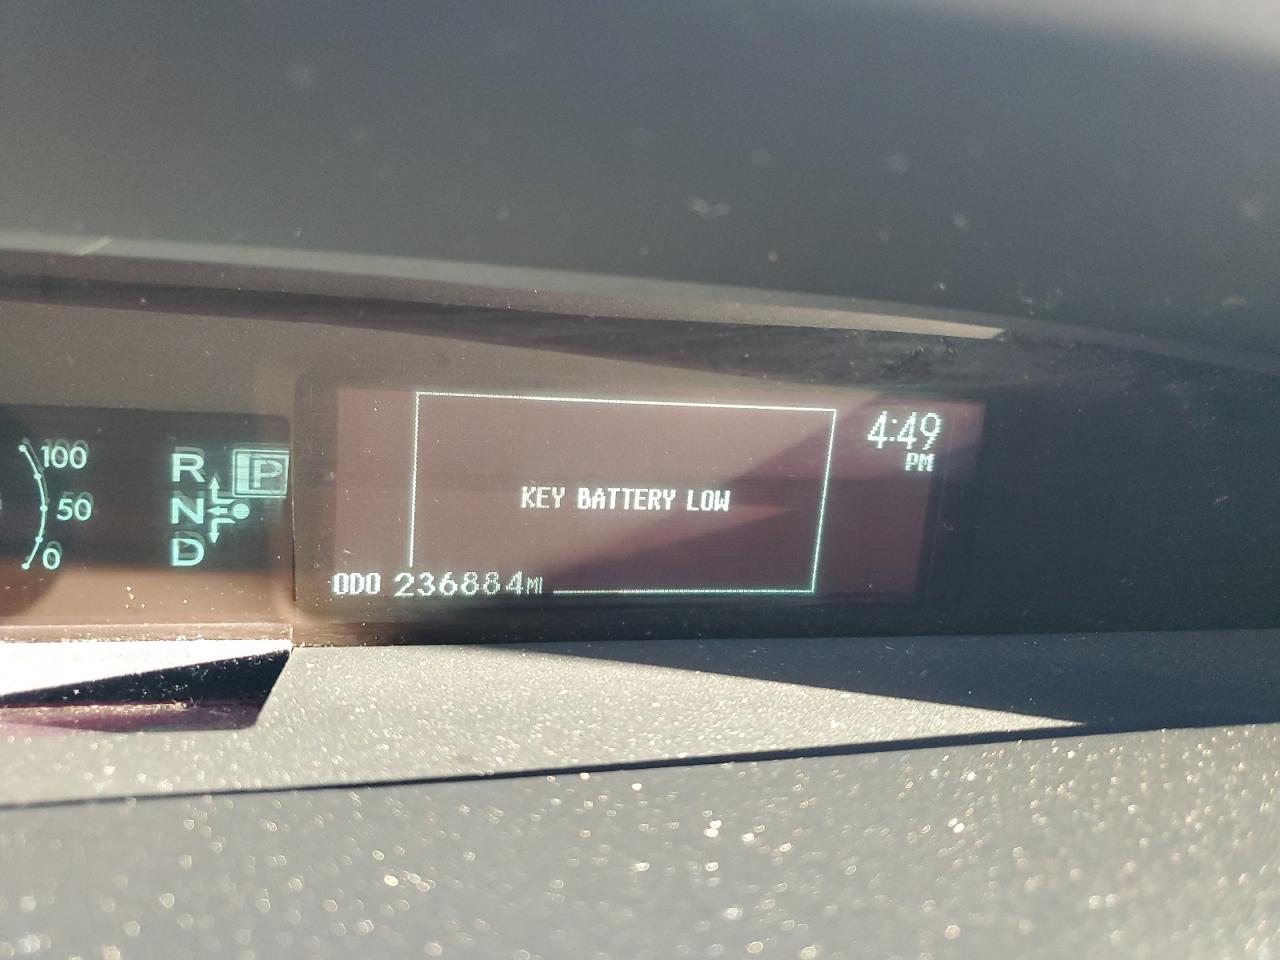 100
50
0
R P
N
D
4:49
PM
KEY BATTERY LOW
ODO 236884MI